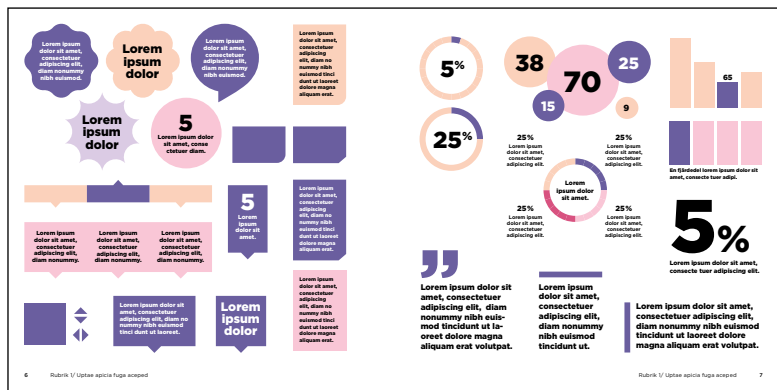 Lorem ipsum
dolor sit amet,
consectetuer
adipiscing elit,
diam nonummy
nibh euismod.
Lorem
ipsum
dolor
Lorem ipsum
dolor sit amet,
consectetuer
adipiscing elit,
diam nonummy
nibh euismod.
Lorem ipsum
dolor sit amet,
consectetuer
adipiscing
elit, diam no
nummy nibh
euismod tinci
dunt ut laoreet
dolore magna
aliquam erat.
Lorem
ipsum
dolor
5
Lorem ipsum dolor
sit amet, conse
ctetuer diam.
Lorem ipsum
dolor sit amet,
consectetuer
adipiscing elit,
diam nonummy.
Lorem ipsum
dolor sit amet,
consectetuer
adipiscing elit,
diam nonummy.
Lorem ipsum
dolor sit amet,
consectetuer
adipiscing elit,
diam nonummy.
5
Lorem
ipsum
dolor sit
amet.
Lorem ipsum
dolor sit amet,
consectetuer
adipiscing
elit, diam no
nummy nibh
euismod tinci
dunt ut laoreet
dolore magna
aliquam erat.
Lorem ipsum dolor sit
amet, consectetuer
adipiscing elit, diam no
nummy nibh euismod
tincidunt ut laoreet.
Lorem
ipsum
dolor
Lorem ipsum
dolor sit amet,
consectetuer
adipiscing
elit, diam no
nummy nibh
euismod tinci
dunt ut laoreet
dolore magna
aliquam erat.
6
Rubrik 1/ Uptae apicia fuga aceped
5%
25%
38
70
25
15
9
65
25%
Lorem ipsum
dolor sit amet,
consectetuer
adipiscing elit.
25%
Lorem ipsum
dolor sit amet,
consectetuer
adipiscing elit.
Lorem
ipsum dolor
sit amet.
25%
Lorem ipsum
dolor sit amet,
consectetuer
adipiscing elit.
25%
Lorem ipsum
dolor sit amet,
consectetuer
adipiscing elit.
En fjärdedel lorem ipsum dolor sit
amet, consecte tuer adipi.
5%
Lorem ipsum dolor sit amet,
consecte tuer adipiscing elit.
”
Lorem ipsum dolor sit
amet, consectetuer
adipiscing elit, diam
nonummy nibh euis-
mod tincidunt ut la-
oreet dolore magna
aliquam erat volutpat.
Lorem ipsum
dolor sit amet,
consectetuer
adipiscing elit,
diam nonummy
nibh euismod
tincidunt ut.
Lorem ipsum dolor sit amet,
consectetuer adipiscing elit,
diam nonummy nibh euismod
tincidunt ut laoreet dolore
magna aliquam erat volutpat.
Rubrik 1/ Uptae apicia fuga aceped
7